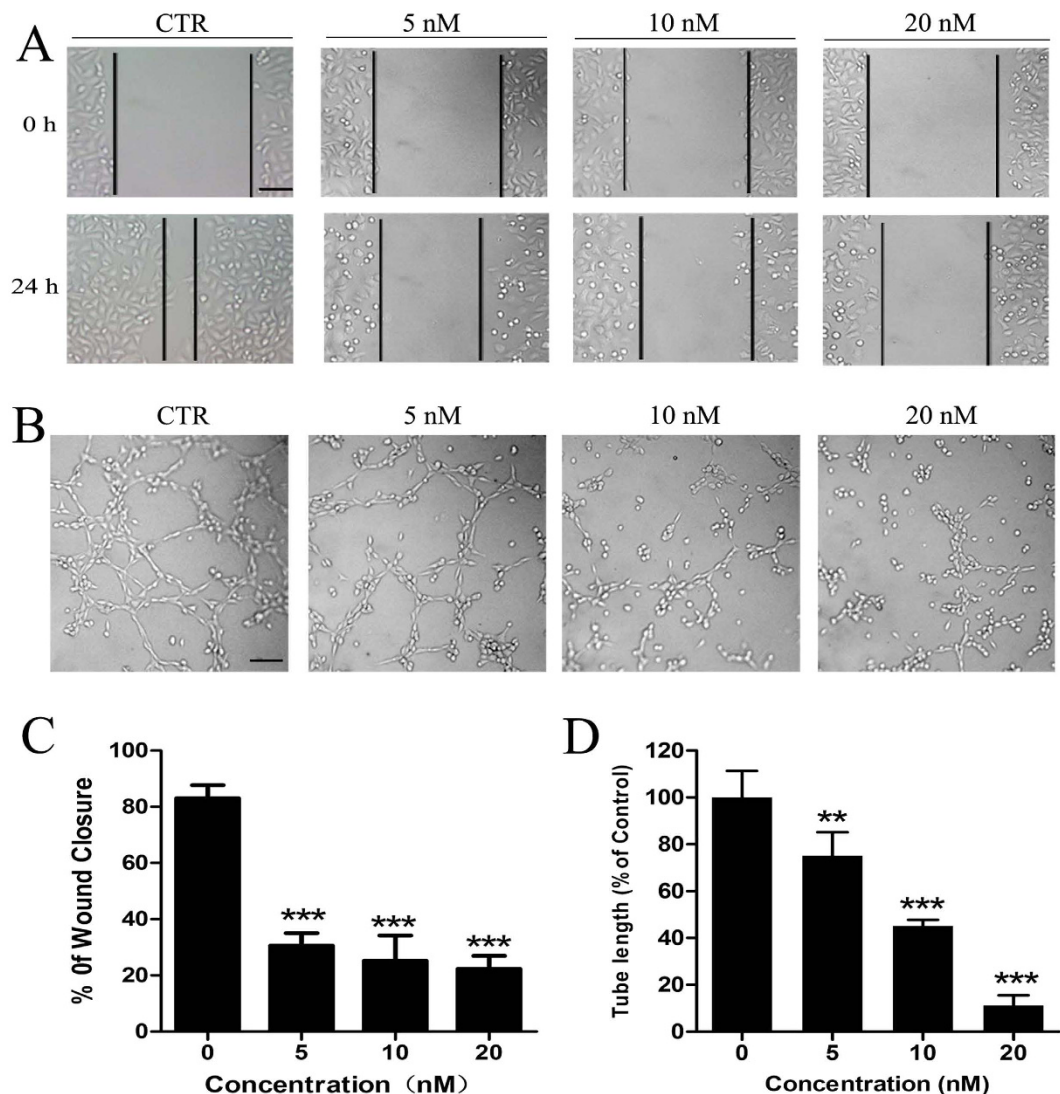 A
CTR
5 nM
10 nM
20 nM
0 h
24 h
B
CTR
5 nM
10 nM
20 nM
C
% 0f Wound Closure
100
80
60
40
20
0
***
***
***
0
5
10
20
Concentration（nM）
D
Tube length (% of Control)
120
100
80
60
40
20
0
**
***
***
0
5
10
20
Concentration (nM)